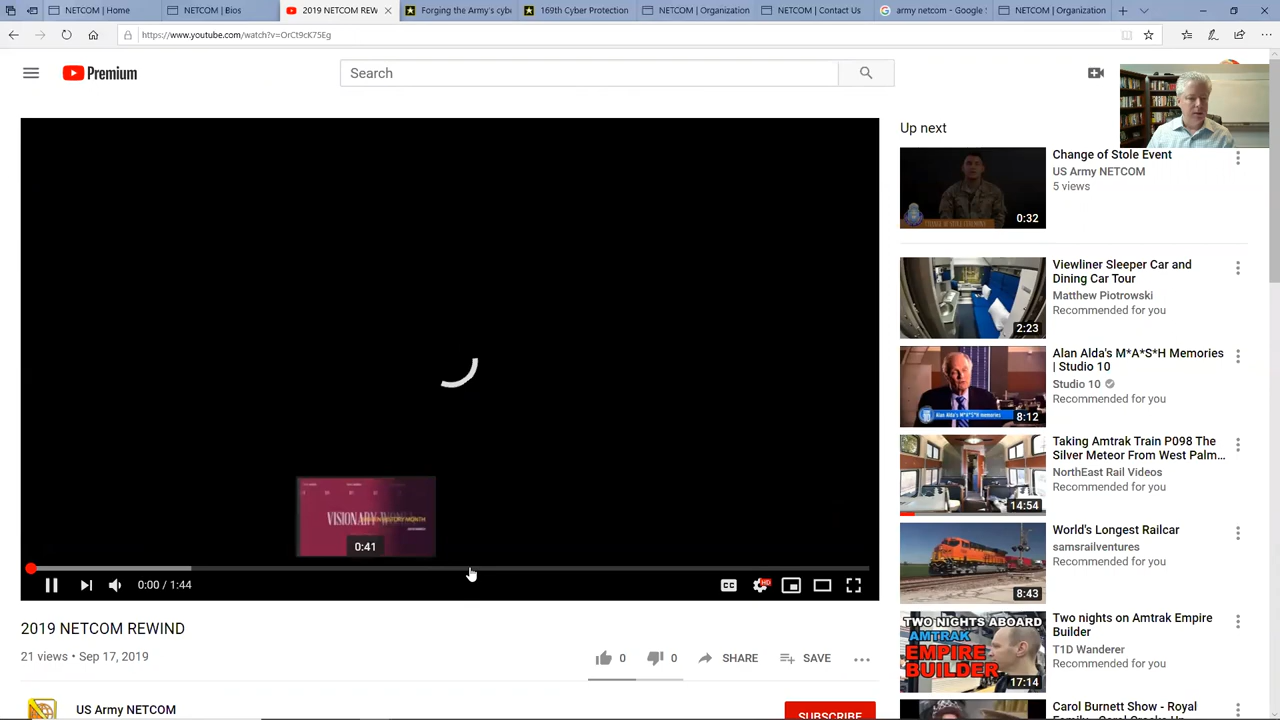 NETCOM | Home
NETCOM | Bios
2019 NETCOM REW
Forging the Army's cyb
169th Cyber Protection
NETCOM | Organization
NETCOM | Contact Us
army netcom - Google S
NETCOM | Organization
https://www.youtube.com/watch?v=OrCt9cK75Eg
Premium
Search
Up next
Change of Stole Event
US Army NETCOM
5 views
0:32
Viewliner Sleeper Car and
Dining Car Tour
Matthew Piotrowski
Recommended for you
2:23
Alan Alda's M*A*S*H Memories
| Studio 10
Studio 10
Recommended for you
Alan Alda's M*A*S*H memories
8:12
Taking Amtrak Train P098 The
Silver Meteor From West Palm...
NorthEast Rail Videos
Recommended for you
14:54
World's Longest Railcar
samsrailventures
Recommended for you
8:43
Two nights on Amtrak Empire
Builder
T1D Wanderer
Recommended for you
TWO NIGHTS ABOARD
AMTRAK
EMPIRE
BUILDER
17:14
Carol Burnett Show - Royal
0:41
0:00 / 1:44
CC
HD
2019 NETCOM REWIND
21 views • Sep 17, 2019
0
0
SHARE
SAVE
US Army NETCOM
SUBSCRIBE